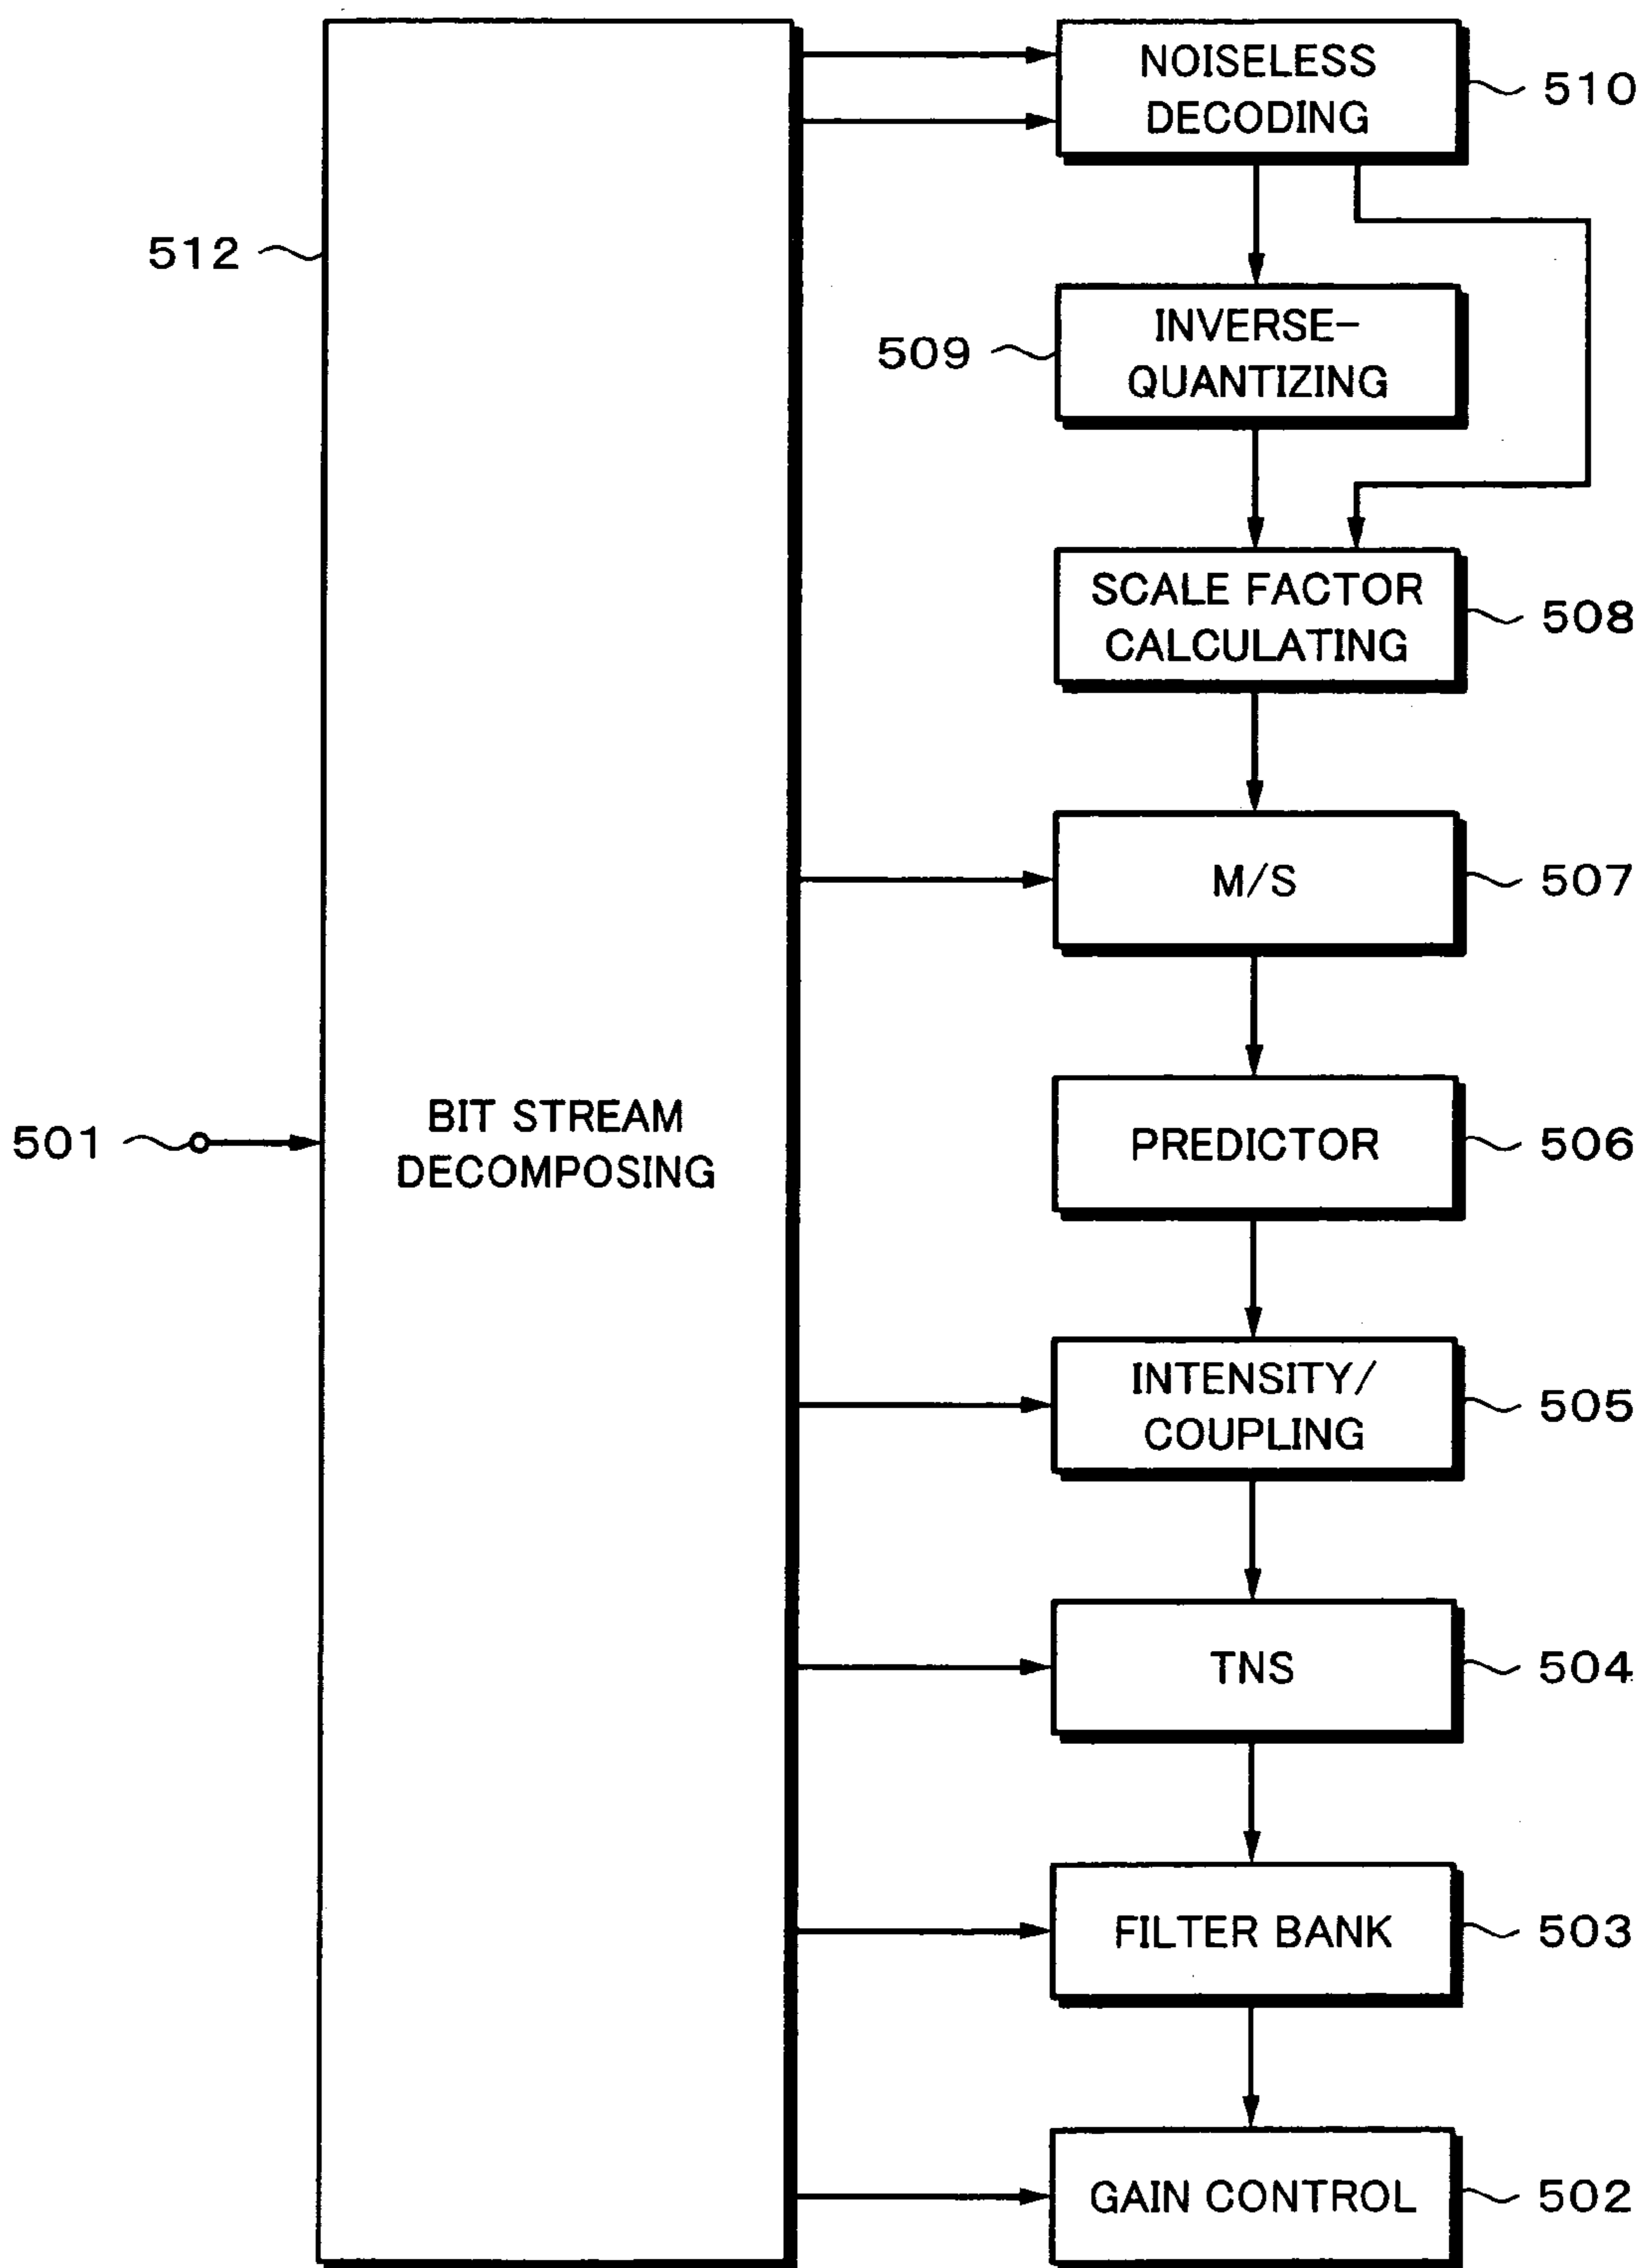 NOISELESS
DECODING
510
512
INVERSE-
QUANTIZING
509
SCALE FACTOR
CALCULATING
508
M/S
507
501
BIT STREAM
DECOMPOSING
PREDICTOR
506
INTENSITY/
COUPLING
505
TNS
504
FILTER BANK
503
GAIN CONTROL
502